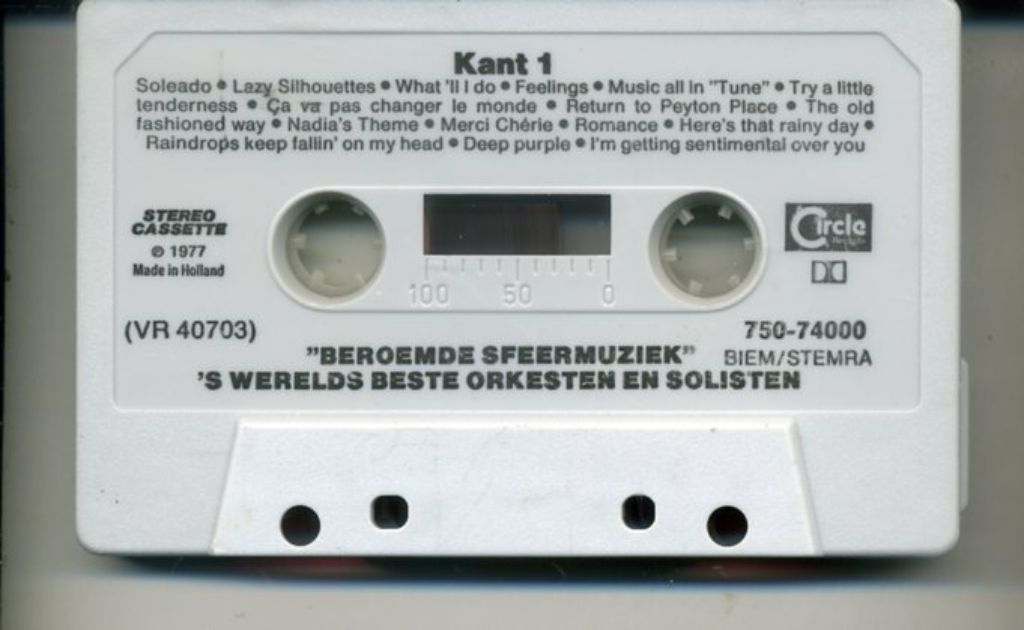 Kant 1
Soleado • Lazy Silhouettes • What 'll I do • Feelings • Music all in "Tune" • Try a little
tenderness • Ça va pas changer le monde • Return to Peyton Place • The old
fashioned way • Nadia's Theme • Merci Chérie • Romance • Here's that rainy day •
Raindrops keep fallin' on my head • Deep purple • I'm getting sentimental over you
STEREO
CASSETTE
℗ 1977
Made in Holland
Circle
100 50 0
(VR 40703)
750-74000
"BEROEMDE SFEERMUZIEK"
BIEM/STEMRA
'S WERELDS BESTE ORKESTEN EN SOLISTEN